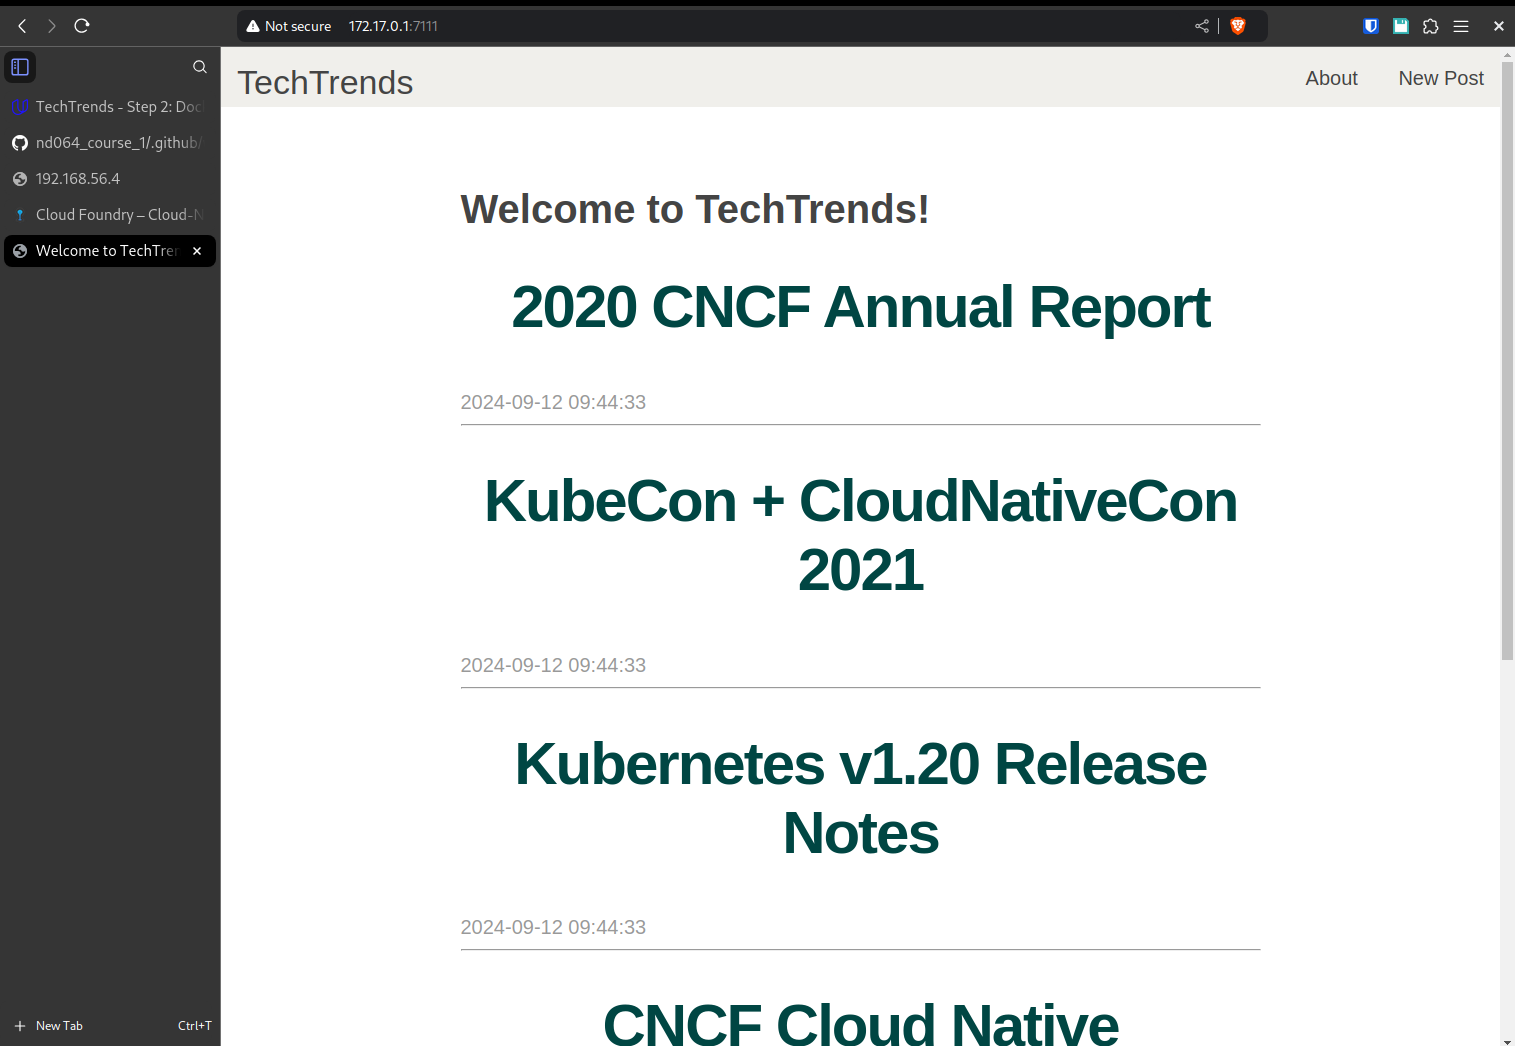 Not secure 172.17.0.1:7111
TechTrends - Step 2: Doc
nd064_course_1/.github/
192.168.56.4
Cloud Foundry – Cloud-N
Welcome to TechTren
New Tab Ctrl+T
TechTrends
About
New Post
Welcome to TechTrends!
2020 CNCF Annual Report
2024-09-12 09:44:33
KubeCon + CloudNativeCon
2021
2024-09-12 09:44:33
Kubernetes v1.20 Release
Notes
2024-09-12 09:44:33
CNCF Cloud Native